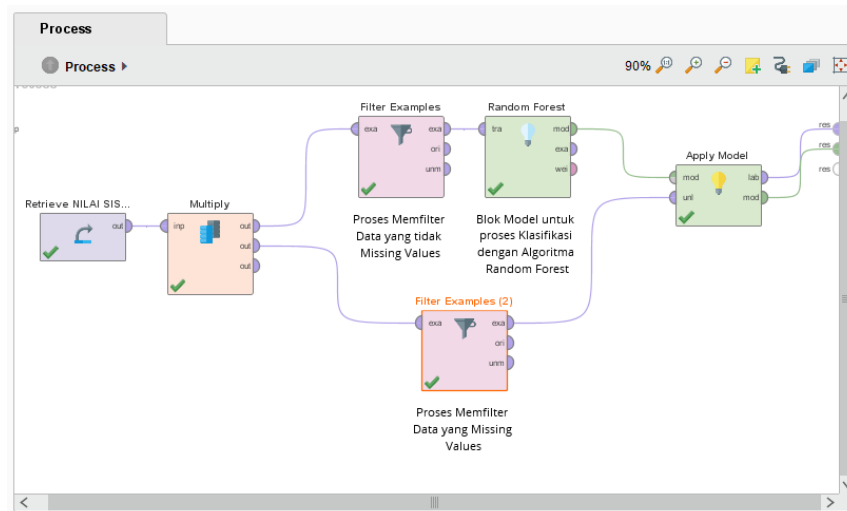 Process
Process
90%
p
Filter Examples
exa
exa
ori
unm
Proses Memfilter
Data yang tidak
Missing Values
Random Forest
tra
mod
exa
wei
Blok Model untuk
proses Klasifikasi
dengan Algoritma
Random Forest
Apply Model
mod
unl
lab
mod
res
res
res
Retrieve NILAI SIS...
out
Multiply
inp
out
out
out
Filter Examples (2)
exa
exa
ori
unm
Proses Memfilter
Data yang Missing
Values